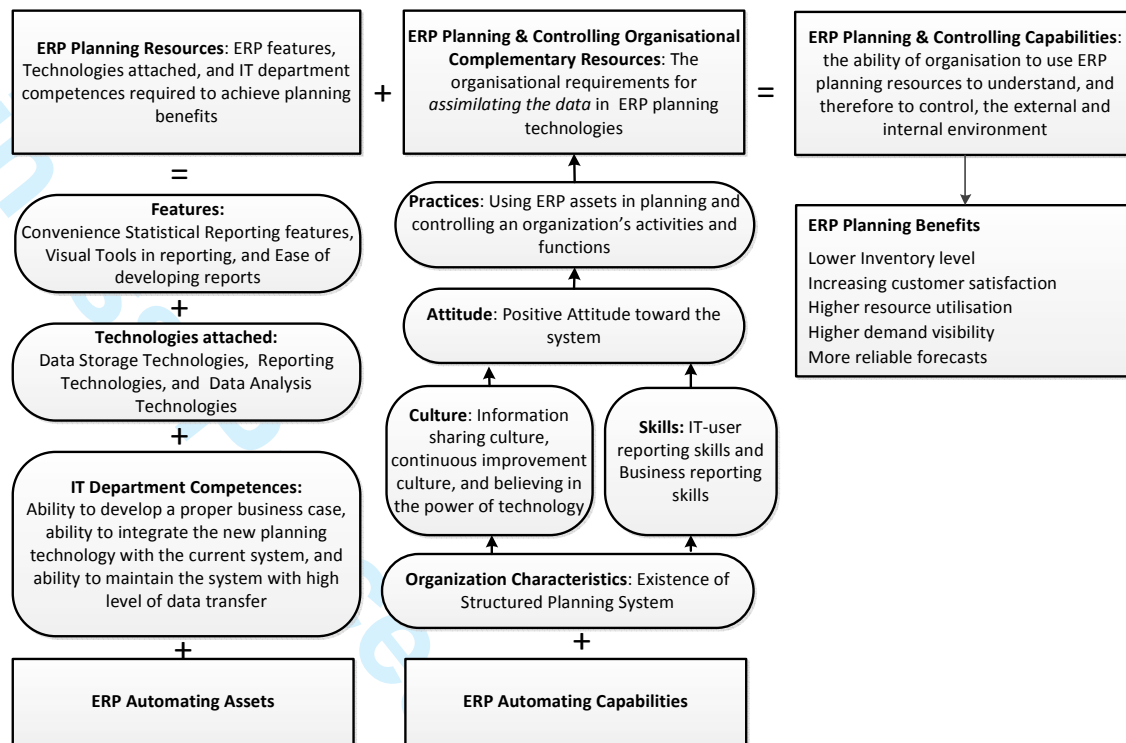 ERP Planning Resources: ERP features,
Technologies attached, and IT department
competences required to achieve planning
benefits
+
ERP Planning & Controlling Organisational
Complementary Resources: The
organisational requirements for
assimilating the data in ERP planning
technologies
=
ERP Planning & Controlling Capabilities:
the ability of organisation to use ERP
planning resources to understand, and
therefore to control, the external and
internal environment
=
Features:
Convenience Statistical Reporting features,
Visual Tools in reporting, and Ease of
developing reports
+
Technologies attached:
Data Storage Technologies, Reporting
Technologies, and Data Analysis
Technologies
+
IT Department Competences:
Ability to develop a proper business case,
ability to integrate the new planning
technology with the current system, and
ability to maintain the system with high
level of data transfer
+
ERP Automating Assets
Practices: Using ERP assets in planning and
controlling an organization's activities and
functions
Attitude: Positive Attitude toward the
system
Culture: Information
sharing culture,
continuous improvement
culture, and believing in
the power of technology
Skills: IT-user
reporting skills and
Business reporting
skills
Organization Characteristics: Existence of
Structured Planning System
+
ERP Automating Capabilities
ERP Planning Benefits
Lower Inventory level
Increasing customer satisfaction
Higher resource utilisation
Higher demand visibility
More reliable forecasts